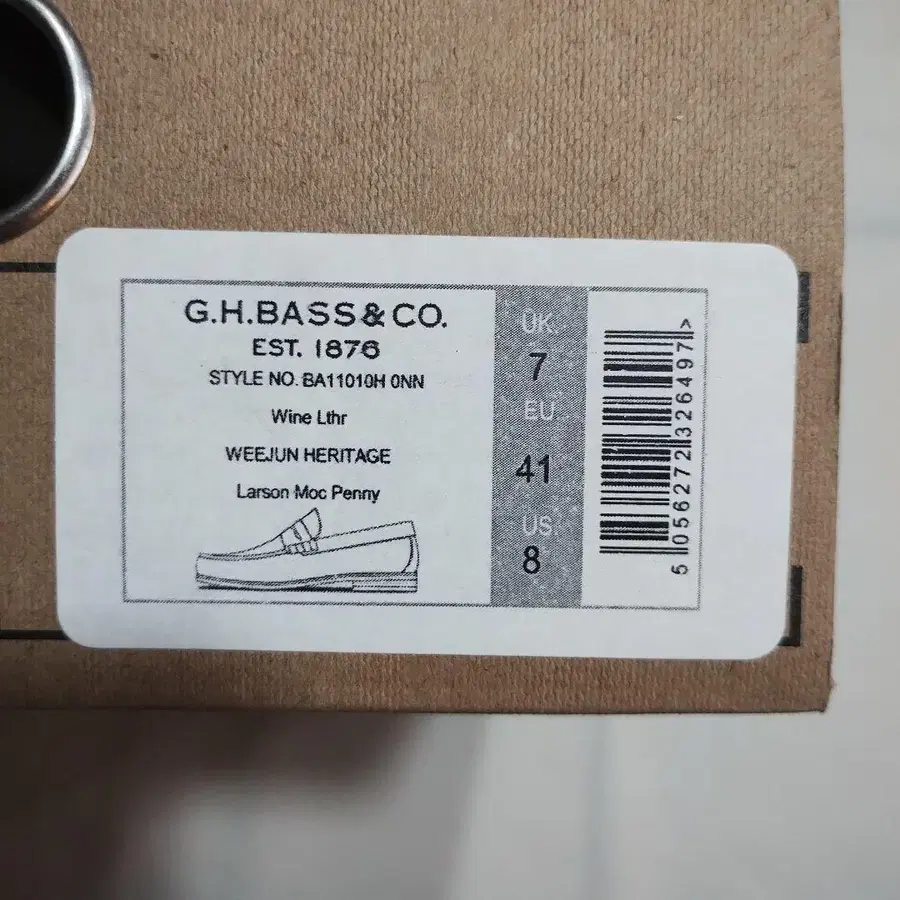 G.H.BASS & CO.
EST. 1876
STYLE NO. BA11010H 0NN
Wine Lthr
WEEJUN HERITAGE
Larson Moc Penny
UK
7
EU
41
US
8
5 056272 326497 >